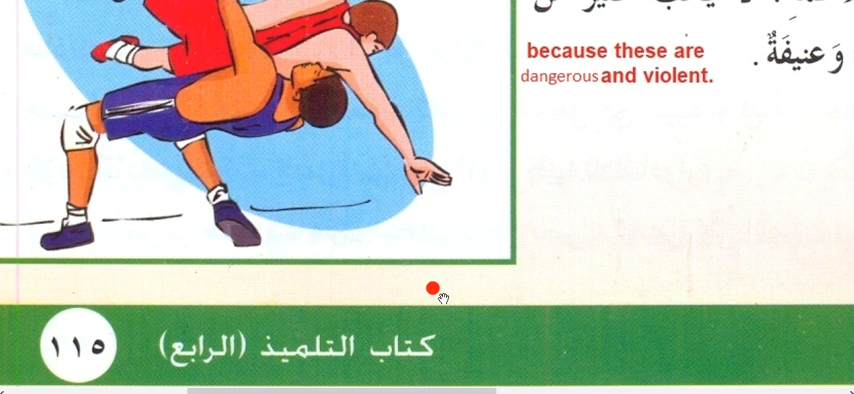 because these are
dangerous and violent.
وَعنيفَةٌ .
كتاب التلميذ (الرابع)
١١٥